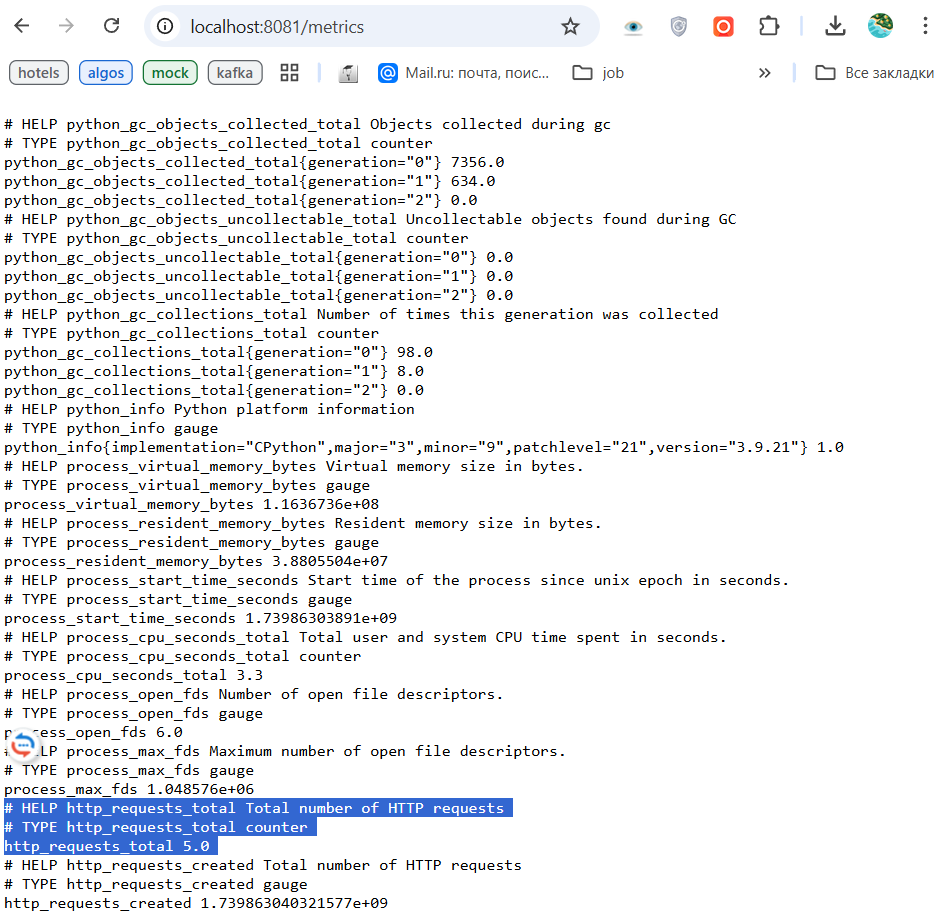 localhost:8081/metrics
hotels algos mock kafka Mail.ru: почта, поис... job » Все закладки
# HELP python_gc_objects_collected_total Objects collected during gc
# TYPE python_gc_objects_collected_total counter
python_gc_objects_collected_total{generation="0"} 7356.0
python_gc_objects_collected_total{generation="1"} 634.0
python_gc_objects_collected_total{generation="2"} 0.0
# HELP python_gc_objects_uncollectable_total Uncollectable objects found during GC
# TYPE python_gc_objects_uncollectable_total counter
python_gc_objects_uncollectable_total{generation="0"} 0.0
python_gc_objects_uncollectable_total{generation="1"} 0.0
python_gc_objects_uncollectable_total{generation="2"} 0.0
# HELP python_gc_collections_total Number of times this generation was collected
# TYPE python_gc_collections_total counter
python_gc_collections_total{generation="0"} 98.0
python_gc_collections_total{generation="1"} 8.0
python_gc_collections_total{generation="2"} 0.0
# HELP python_info Python platform information
# TYPE python_info gauge
python_info{implementation="CPython",major="3",minor="9",patchlevel="21",version="3.9.21"} 1.0
# HELP process_virtual_memory_bytes Virtual memory size in bytes.
# TYPE process_virtual_memory_bytes gauge
process_virtual_memory_bytes 1.1636736e+08
# HELP process_resident_memory_bytes Resident memory size in bytes.
# TYPE process_resident_memory_bytes gauge
process_resident_memory_bytes 3.8805504e+07
# HELP process_start_time_seconds Start time of the process since unix epoch in seconds.
# TYPE process_start_time_seconds gauge
process_start_time_seconds 1.73986303891e+09
# HELP process_cpu_seconds_total Total user and system CPU time spent in seconds.
# TYPE process_cpu_seconds_total counter
process_cpu_seconds_total 3.3
# HELP process_open_fds Number of open file descriptors.
# TYPE process_open_fds gauge
process_open_fds 6.0
# HELP process_max_fds Maximum number of open file descriptors.
# TYPE process_max_fds gauge
process_max_fds 1.048576e+06
# HELP http_requests_total Total number of HTTP requests
# TYPE http_requests_total counter
http_requests_total 5.0
# HELP http_requests_created Total number of HTTP requests
# TYPE http_requests_created gauge
http_requests_created 1.739863040321577e+09